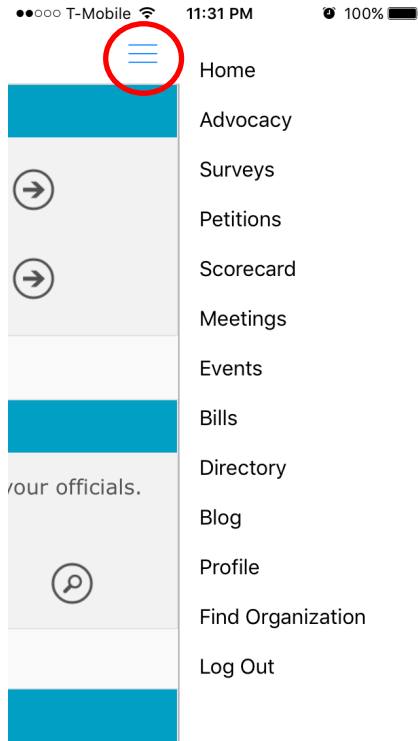 T-Mobile 11:31 PM 100%
Home
Advocacy
Surveys
Petitions
Scorecard
Meetings
Events
Bills
your officials.
Directory
Blog
Profile
Find Organization
Log Out